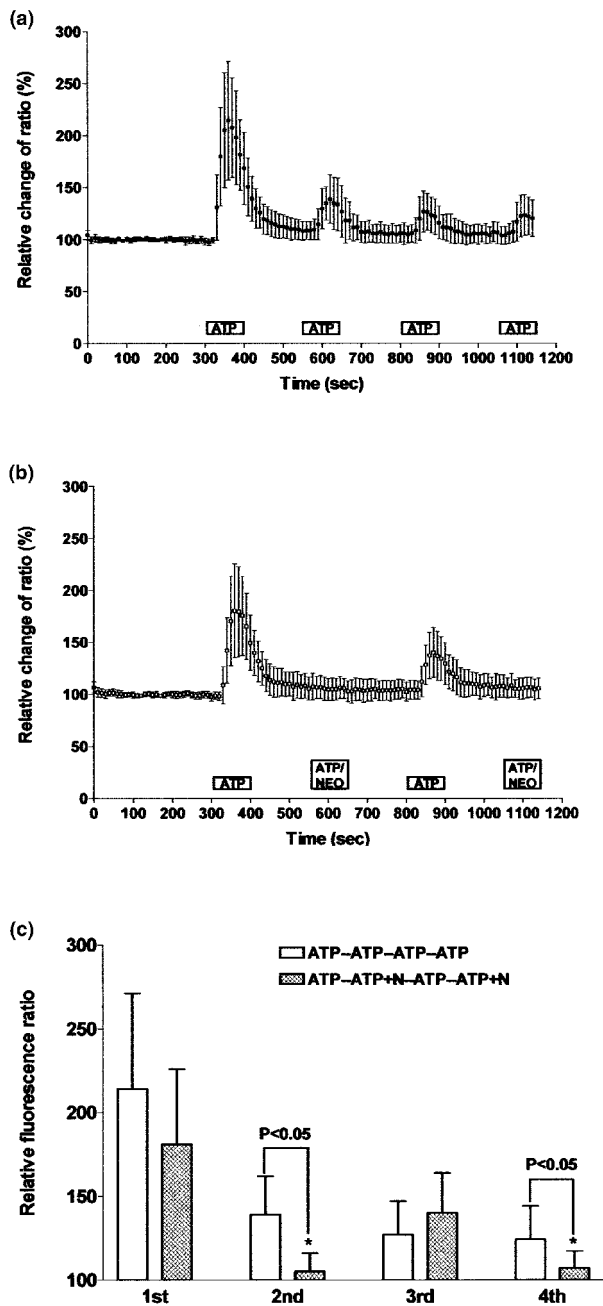 (a)
300
250
200
150
100
50
0
Relative change of ratio (%)
ATP ATP ATP ATP
0 100 200 300 400 500 600 700 800 900 1000 1100 1200
Time (sec)
(b)
300
250
200
150
100
50
0
Relative change of ratio (%)
ATP ATP/ NEO ATP ATP/ NEO
0 100 200 300 400 500 600 700 800 900 1000 1100 1200
Time (sec)
(c)
300
250
200
150
100
Relative fluorescence ratio
ATP--ATP--ATP--ATP
ATP--ATP+N--ATP--ATP+N
P<0.05
*
P<0.05
*
1st 2nd 3rd 4th